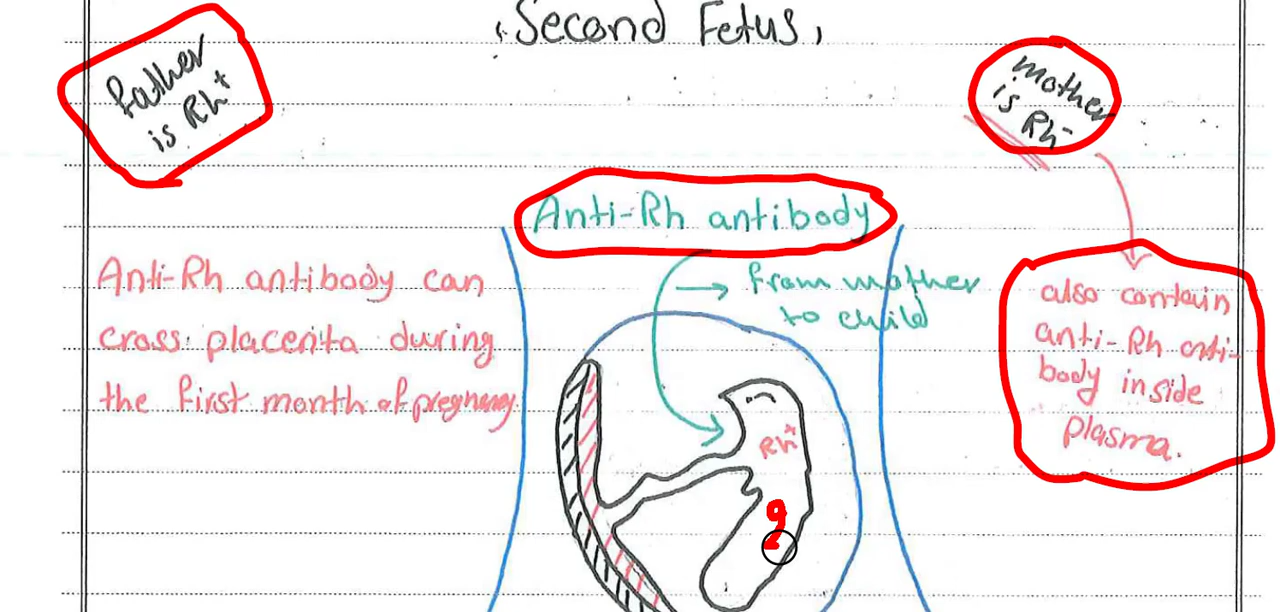 Second Fetus
father
is Rh+
mother
is Rh-
Anti-Rh antibody
from mother
to child
Anti-Rh antibody can
cross placenta during
the first month of pregnancy
also contain
anti-Rh anti-
body inside
plasma.
Rh+